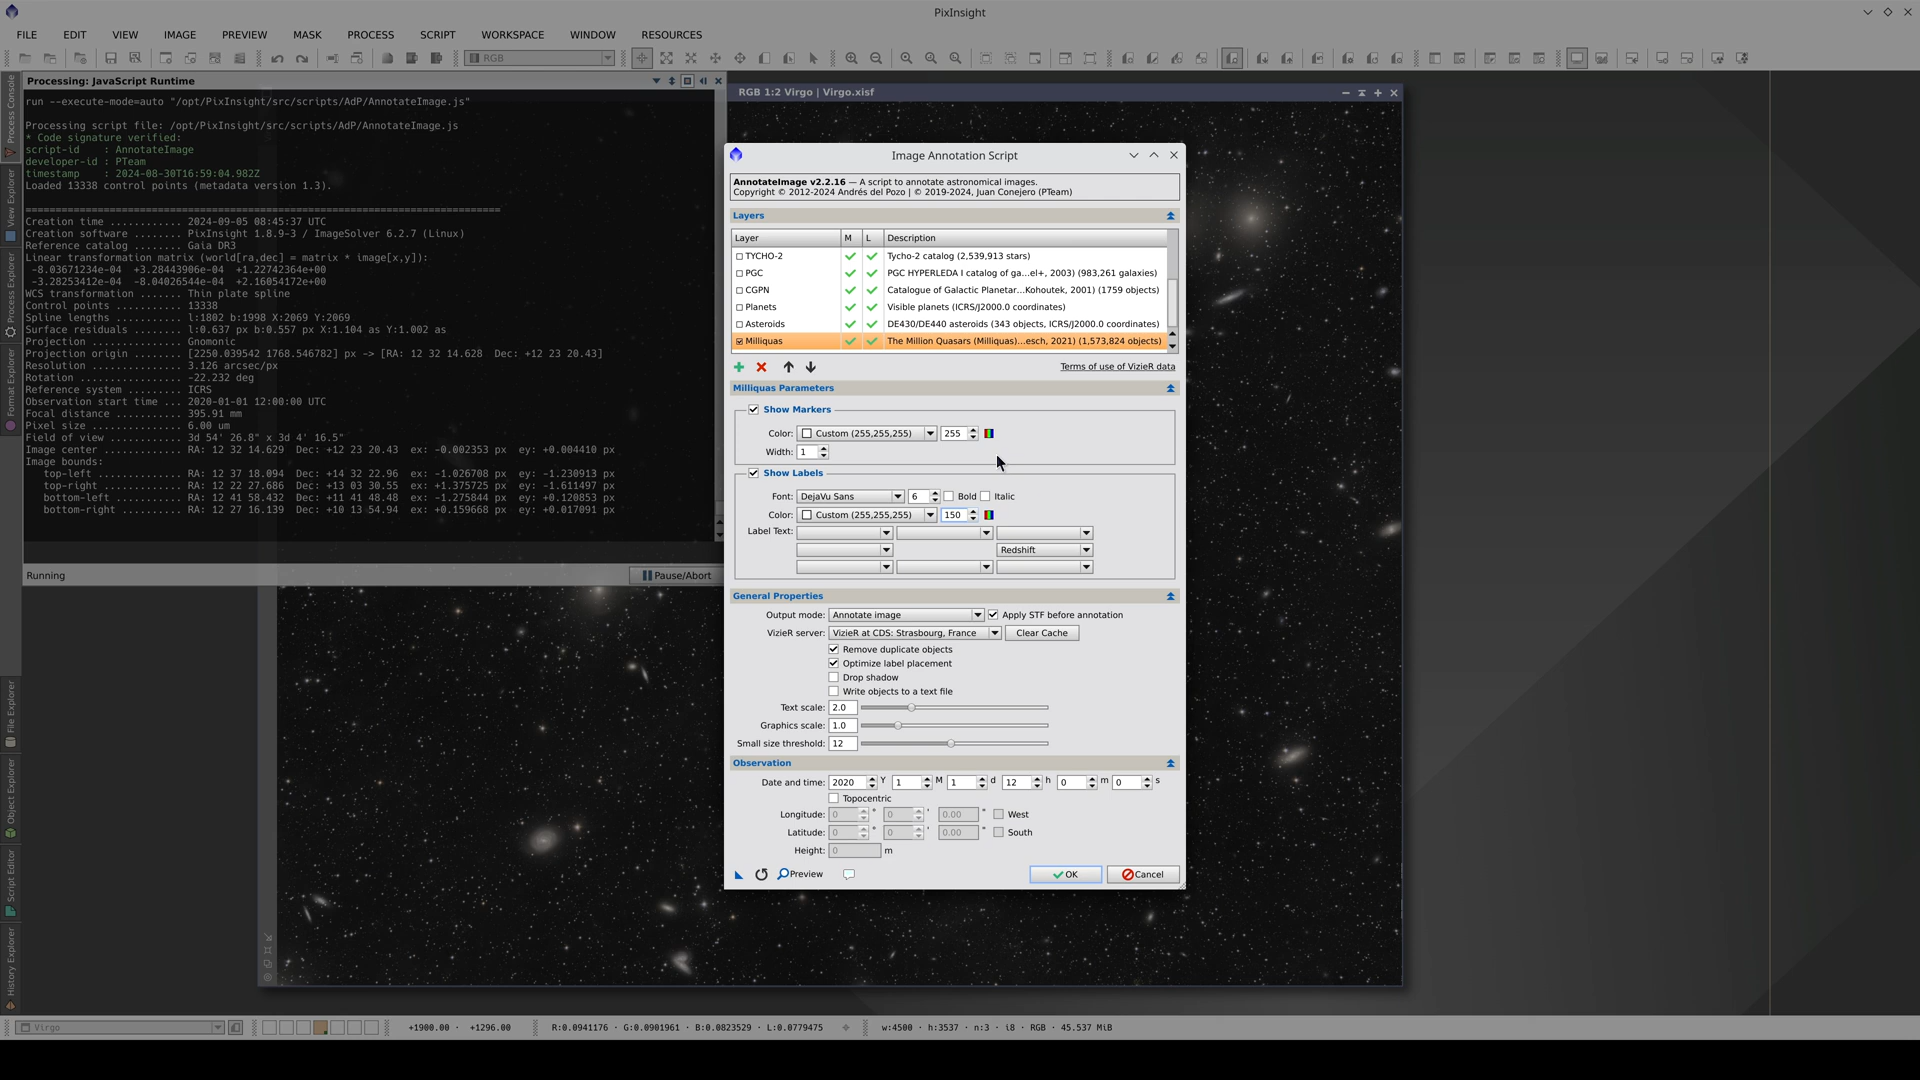 PixInsight
FILE EDIT VIEW IMAGE PREVIEW MASK PROCESS SCRIPT WORKSPACE WINDOW RESOURCES
RGB
Processing: JavaScript Runtime
run --execute-mode=auto "/opt/PixInsight/src/scripts/AdP/AnnotateImage.js"
Processing script file: /opt/PixInsight/src/scripts/AdP/AnnotateImage.js
* Code signature verified:
script-id    : AnnotateImage
developer-id : PTeam
timestamp    : 2024-08-30T16:59:04.982Z
Loaded 13338 control points (metadata version 1.3).
===============================================================================
Creation time ............ 2024-09-05 08:45:37 UTC
Creation software ........ PixInsight 1.8.9-3 / ImageSolver 6.2.7 (Linux)
Reference catalog ........ Gaia DR3
Linear transformation matrix (world[ra,dec] = matrix * image[x,y]):
-8.03671234e-04 +3.28443906e-04 +1.22742364e+00
-3.28253412e-04 -8.04026544e-04 +2.16054172e+00
WCS transformation ....... Thin plate spline
Control points ........... 13338
Spline lengths ........... l:1802 b:1998 X:2069 Y:2069
Surface residuals ........ l:0.637 px b:0.557 px X:1.104 as Y:1.002 as
Projection ............... Gnomonic
Projection origin ........ [2250.039542 1768.546782] px -> [RA: 12 32 14.628 Dec: +12 23 20.43]
Resolution ............... 3.126 arcsec/px
Rotation ................. -22.232 deg
Reference system ......... ICRS
Observation start time ... 2020-01-01 12:00:00 UTC
Focal distance ........... 395.91 mm
Pixel size ............... 6.00 um
Field of view ............ 3d 54' 26.8" x 3d 4' 16.5"
Image center ............. RA: 12 32 14.629 Dec: +12 23 20.43 ex: -0.002353 px ey: +0.004410 px
Image bounds:
top-left ............... RA: 12 37 18.094 Dec: +14 32 22.96 ex: -1.026708 px ey: -1.230913 px
top-right .............. RA: 12 22 27.686 Dec: +13 03 30.55 ex: +1.375725 px ey: -1.611497 px
bottom-left ............ RA: 12 41 58.432 Dec: +11 41 48.48 ex: -1.275844 px ey: +0.120853 px
bottom-right ........... RA: 12 27 16.139 Dec: +10 13 54.94 ex: +0.159668 px ey: +0.017091 px
Running
Pause/Abort
Process Console
View Explorer
Process Explorer
Format Explorer
File Explorer
Object Explorer
Script Editor
History Explorer
RGB 1:2 Virgo | Virgo.xisf
Image Annotation Script
AnnotateImage v2.2.16 — A script to annotate astronomical images.
Copyright © 2012-2024 Andrés del Pozo | © 2019-2024, Juan Conejero (PTeam)
Layers
Layer M L Description
TYCHO-2 Tycho-2 catalog (2,539,913 stars)
PGC PGC HYPERLEDA I catalog of ga...el+, 2003) (983,261 galaxies)
CGPN Catalogue of Galactic Planetar...Kohoutek, 2001) (1759 objects)
Planets Visible planets (ICRS/J2000.0 coordinates)
Asteroids DE430/DE440 asteroids (343 objects, ICRS/J2000.0 coordinates)
Milliquas The Million Quasars (Milliquas)...esch, 2021) (1,573,824 objects)
Terms of use of VizieR data
Milliquas Parameters
Show Markers
Color: Custom (255,255,255) 255
Width: 1
Show Labels
Font: DejaVu Sans 6 Bold Italic
Color: Custom (255,255,255) 150
Label Text:
Redshift
General Properties
Output mode: Annotate image Apply STF before annotation
VizieR server: VizieR at CDS: Strasbourg, France Clear Cache
Remove duplicate objects
Optimize label placement
Drop shadow
Write objects to a text file
Text scale: 2.0
Graphics scale: 1.0
Small size threshold: 12
Observation
Date and time: 2020 Y 1 M 1 d 12 h 0 m 0 s
Topocentric
Longitude: 0 ° 0 ' 0.00 " West
Latitude: 0 ° 0 ' 0.00 " South
Height: 0 m
Preview OK Cancel
Virgo
+1900.00 · +1296.00
R:0.0941176 · G:0.0901961 · B:0.0823529 · L:0.0779475
w:4500 · h:3537 · n:3 · i8 · RGB · 45.537 MiB